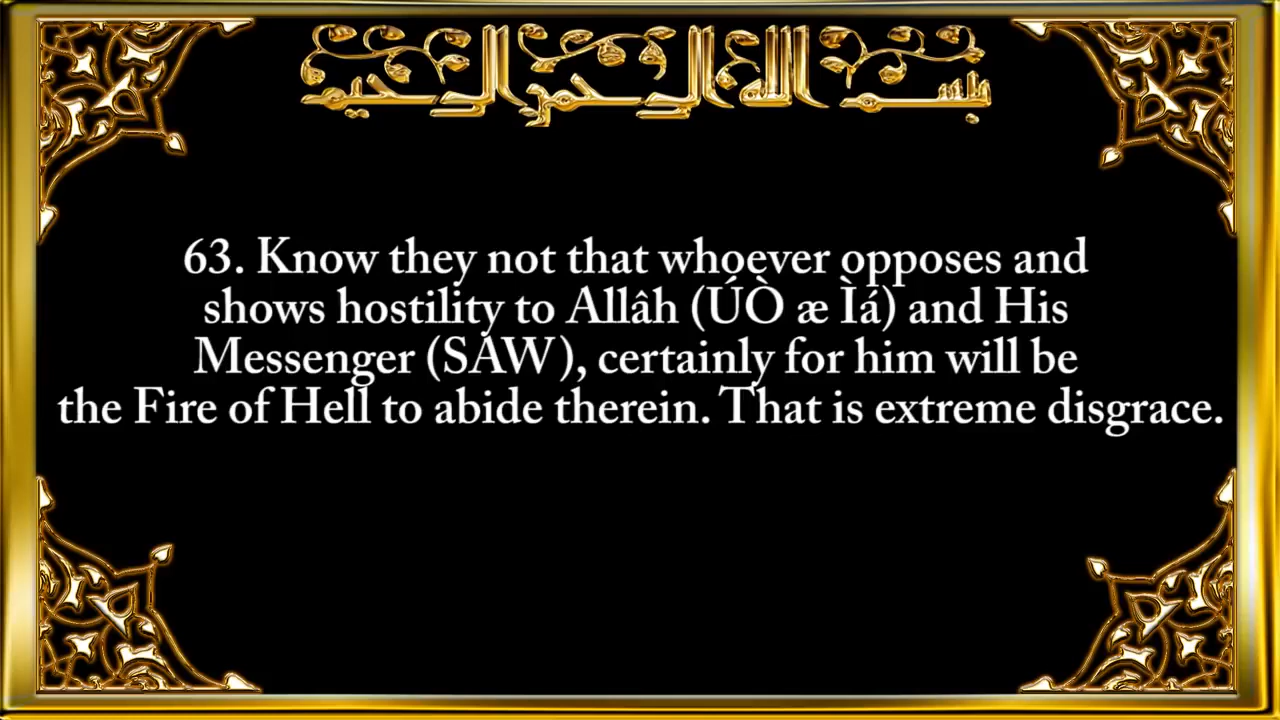 بسم الله الرحمن الرحيم
63. Know they not that whoever opposes and
shows hostility to Allâh (ÚÒ æ Ìá) and His
Messenger (SAW), certainly for him will be
the Fire of Hell to abide therein. That is extreme disgrace.